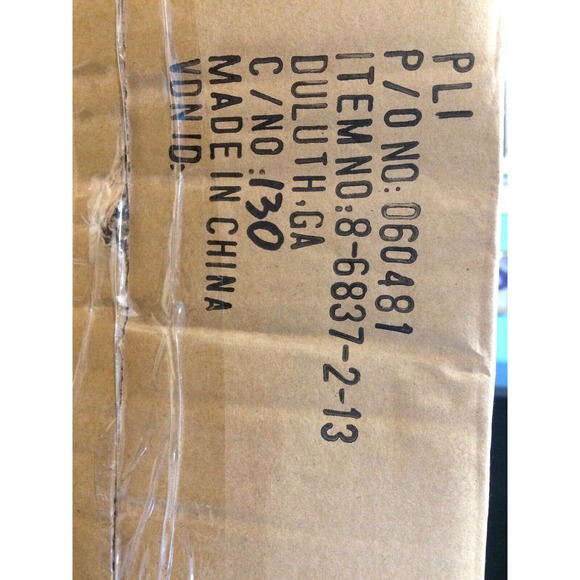 PLI
P/O NO: 060481
ITEM NO:8-6837-2-13
DULUTH,GA
C/NO:130
MADE IN CHINA
VDN ID: